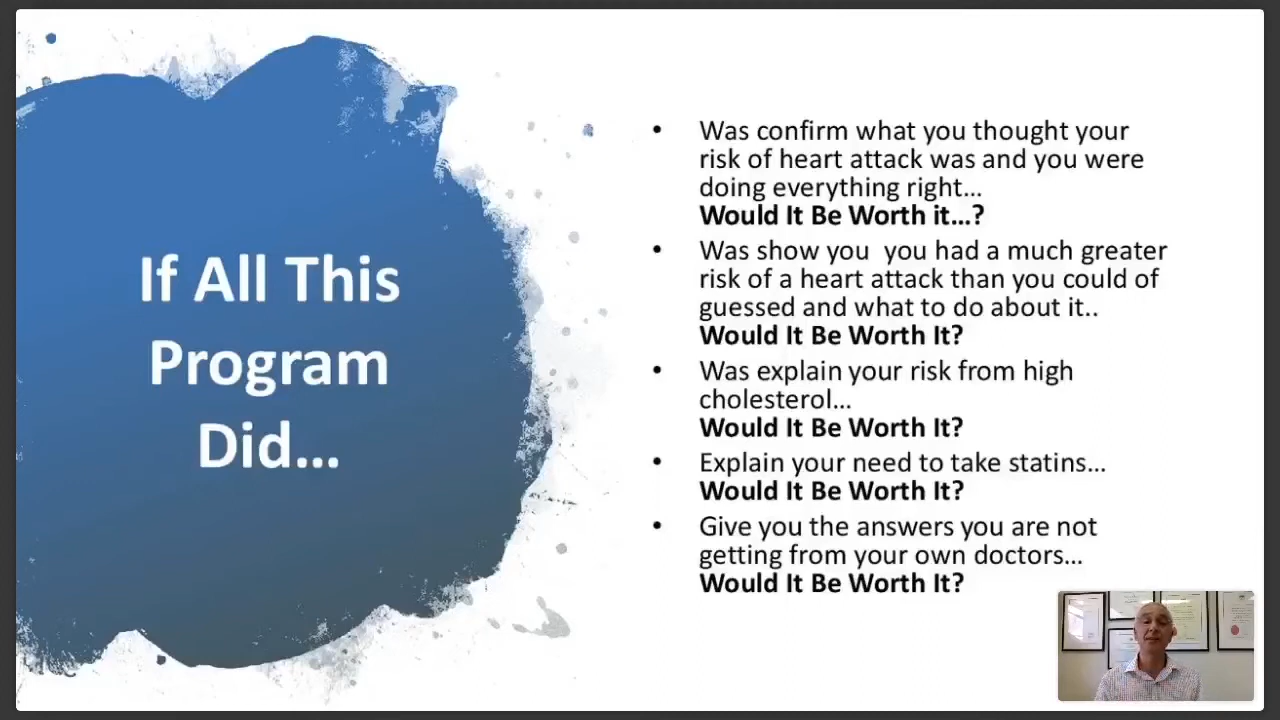 If All This
Program
Did...
• Was confirm what you thought your
risk of heart attack was and you were
doing everything right...
Would It Be Worth it...?
• Was show you  you had a much greater
risk of a heart attack than you could of
guessed and what to do about it..
Would It Be Worth It?
• Was explain your risk from high
cholesterol...
Would It Be Worth It?
• Explain your need to take statins...
Would It Be Worth It?
• Give you the answers you are not
getting from your own doctors...
Would It Be Worth It?